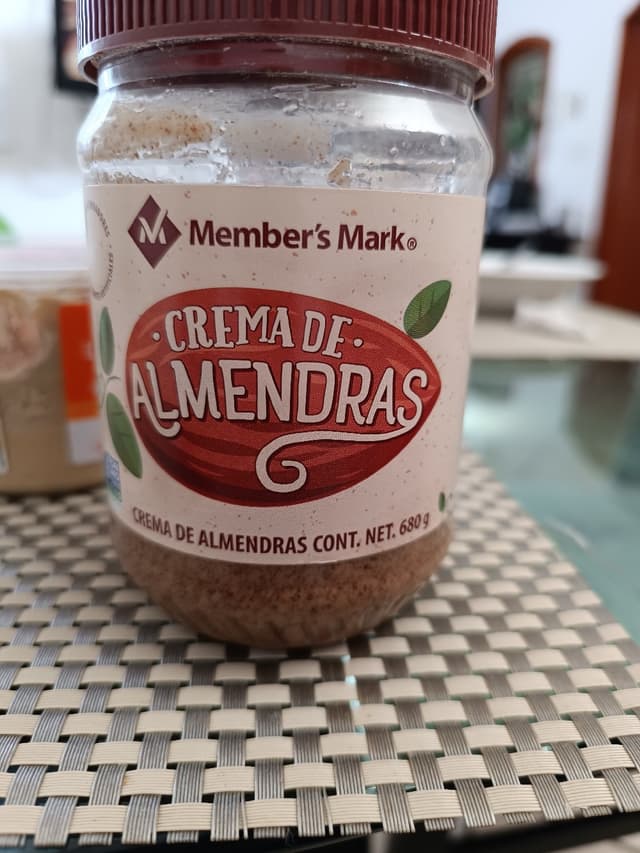 Member's Mark®
·CREMA DE·
ALMENDRAS
CREMA DE ALMENDRAS CONT. NET. 680 g